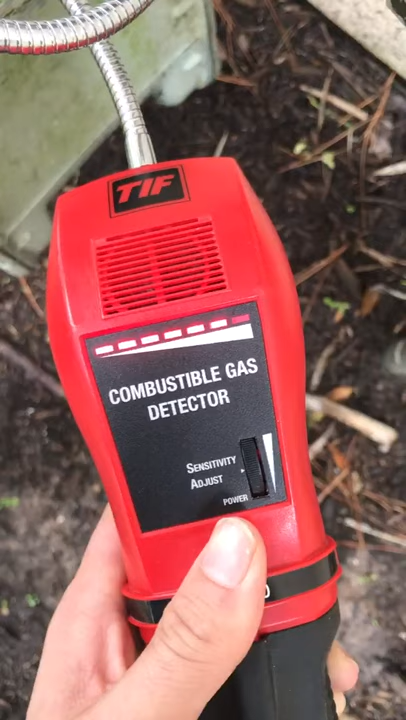 TIF
COMBUSTIBLE GAS
DETECTOR
SENSITIVITY
ADJUST
POWER